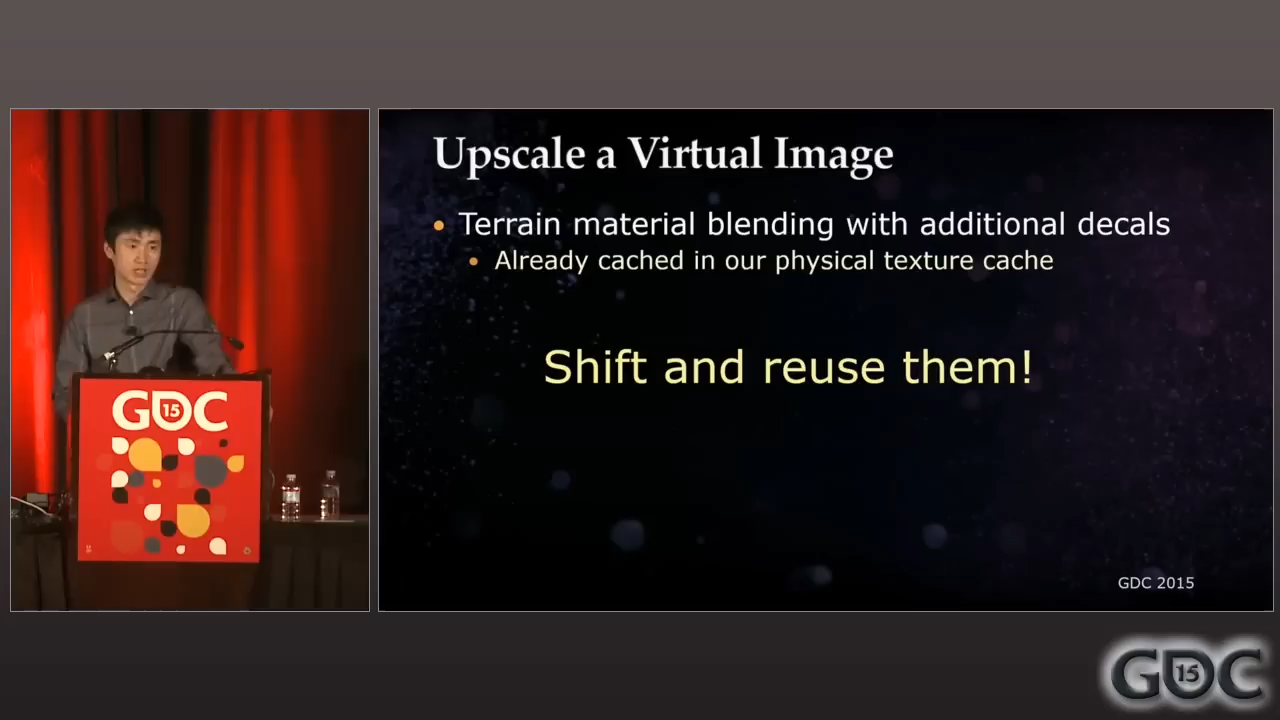 Upscale a Virtual Image
Terrain material blending with additional decals
Already cached in our physical texture cache
Shift and reuse them!
GDC 2015
GDC
15
GDC
15